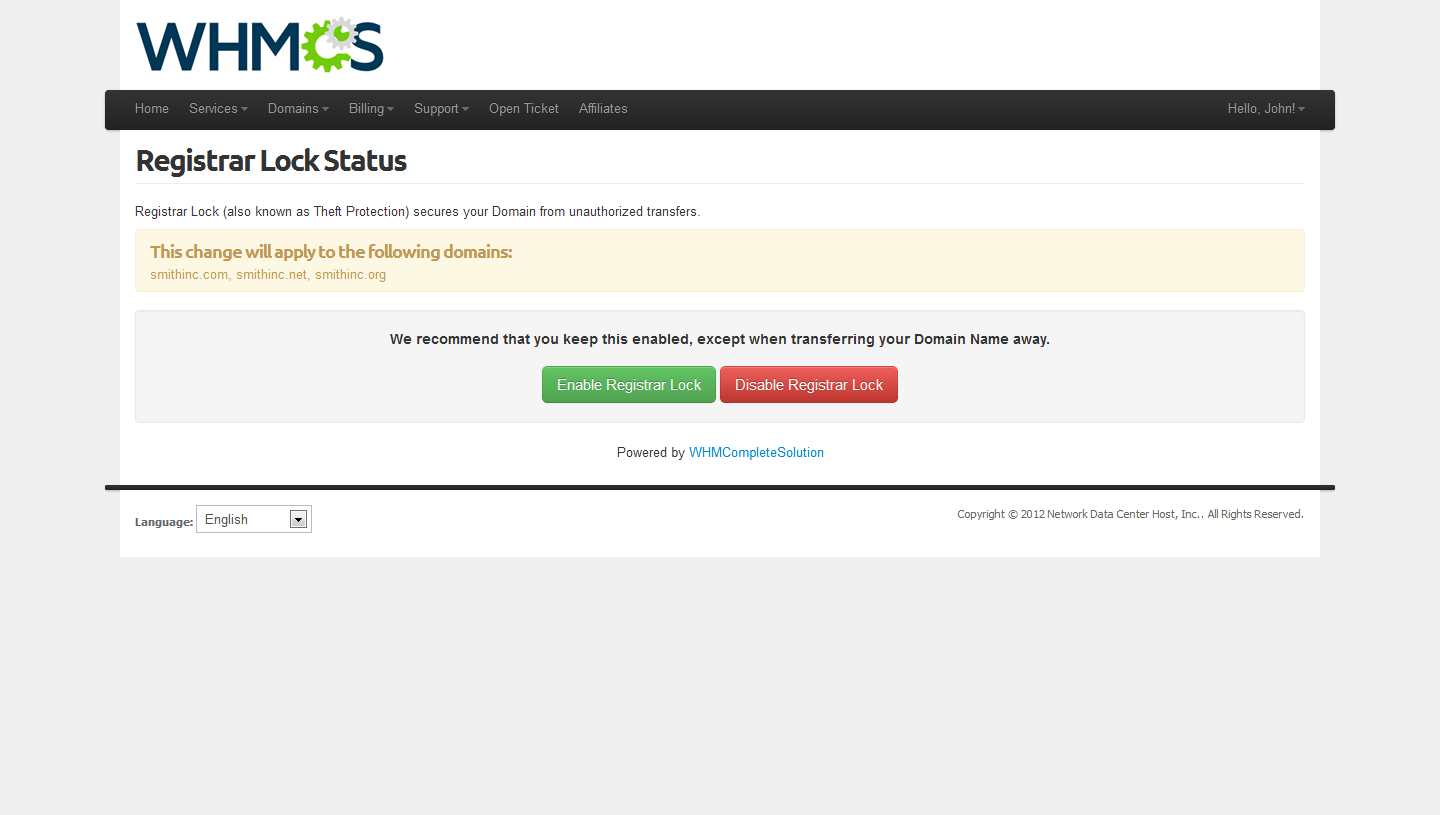 WHMCS
Home Services Domains Billing Support Open Ticket Affiliates Hello, John!
Registrar Lock Status
Registrar Lock (also known as Theft Protection) secures your Domain from unauthorized transfers.
This change will apply to the following domains:
smithinc.com, smithinc.net, smithinc.org
We recommend that you keep this enabled, except when transferring your Domain Name away.
Enable Registrar Lock Disable Registrar Lock
Powered by WHMCompleteSolution
Language: English Copyright © 2012 Network Data Center Host, Inc.. All Rights Reserved.